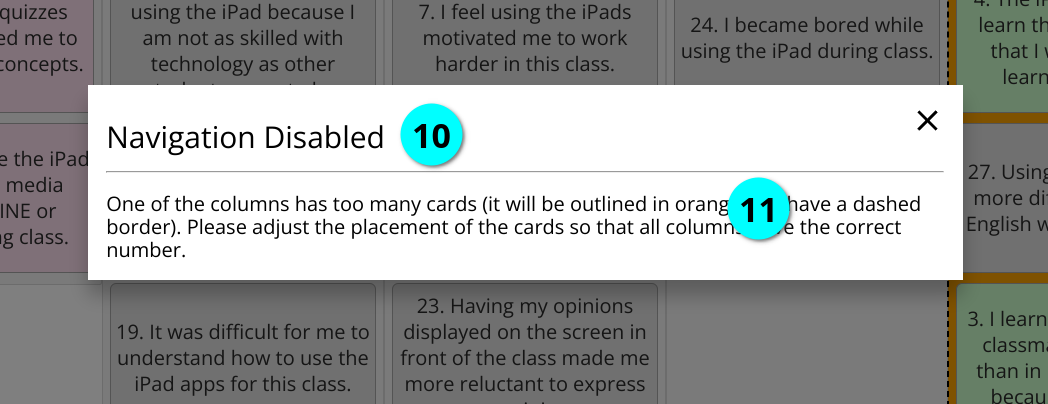 quizzes
ed me to
concepts.
using the iPad because I
am not as skilled with
technology as other
7. I feel using the iPads
motivated me to work
harder in this class.
24. I became bored while
using the iPad during class.
learn th
that I w
learn
Navigation Disabled 10
One of the columns has too many cards (it will be outlined in orang 11 have a dashed
border). Please adjust the placement of the cards so that all column e the correct
number.
e the iPad
media
INE or
ng class.
27. Using
more di
English w
19. It was difficult for me to
understand how to use the
iPad apps for this class.
23. Having my opinions
displayed on the screen in
front of the class made me
more reluctant to express
3. I learn
classma
than in
becau